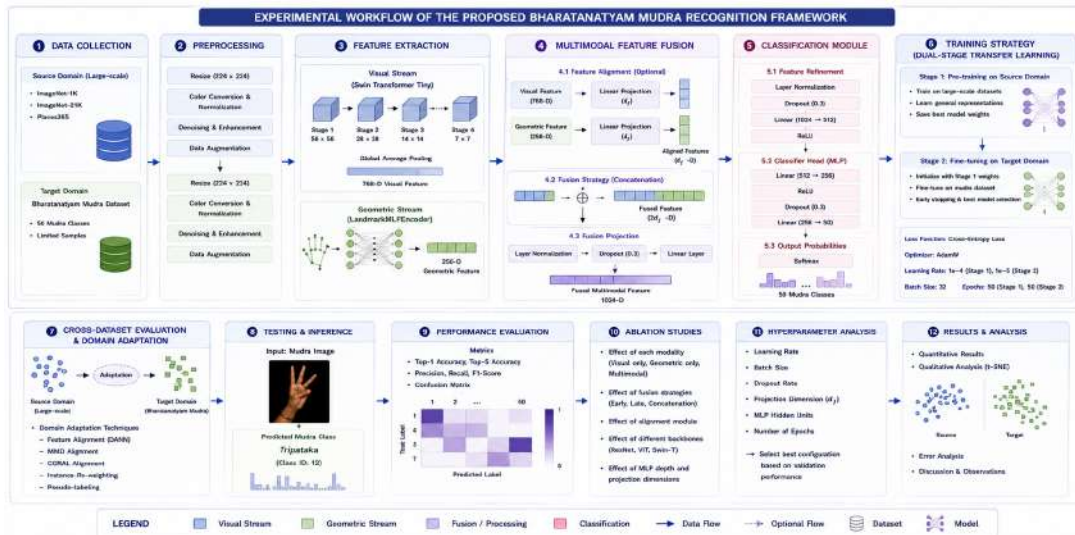 EXPERIMENTAL WORKFLOW OF THE PROPOSED BHARATANATYAM MUDRA RECOGNITION FRAMEWORK
1 DATA COLLECTION
Source Domain (Large-scale)
• ImageNet-1K
• ImageNet-21K
• Places365
Target Domain
Bharatanatyam Mudra Dataset
• 50 Mudra Classes
• Limited Samples
2 PREPROCESSING
Resize (224 × 224)
Color Conversion &
Normalization
Denoising & Enhancement
Data Augmentation
Resize (224 × 224)
Color Conversion &
Normalization
Denoising & Enhancement
Data Augmentation
3 FEATURE EXTRACTION
Visual Stream
(Swin Transformer Tiny)
Stage 1
56 × 56
Stage 2
28 × 28
Stage 3
14 × 14
Stage 4
7 × 7
Global Average Pooling
768-D Visual Feature
Geometric Stream
(LandmarkMLPEncoder)
256-D
Geometric Feature
4 MULTIMODAL FEATURE FUSION
4.1 Feature Alignment (Optional)
Visual Feature
(768-D)
Linear Projection
Geometric Feature
(256-D)
Linear Projection
Aligned Features
4.2 Fusion Strategy (Concatenation)
Fused Feature
4.3 Fusion Projection
Layer Normalization
Dropout (0.3)
Linear Layer
Fused Multimodal Feature
1024-D
5 CLASSIFICATION MODULE
5.1 Feature Refinement
Layer Normalization
Dropout (0.3)
Linear (1024 → 512)
ReLU
5.2 Classifier Head (MLP)
Linear (512 → 256)
ReLU
Dropout (0.3)
Linear (256 → 50)
5.3 Output Probabilities
Softmax
50 Mudra Classes
6 TRAINING STRATEGY
(DUAL-STAGE TRANSFER LEARNING)
Stage 1: Pre-training on Source Domain
• Train on large-scale datasets
• Learn general representations
• Save best model weights
Stage 2: Fine-tuning on Target Domain
• Initialize with Stage 1 weights
• Fine-tune on mudra dataset
• Early stopping & best model selection
Loss Function: Cross-Entropy Loss
Optimizer: AdamW
Learning Rate: 1e-4 (Stage 1), 1e-5 (Stage 2)
Batch Size: 32
Epochs: 50 (Stage 1), 50 (Stage 2)
7 CROSS-DATASET EVALUATION
& DOMAIN ADAPTATION
Adaptation
Source Domain
(Large-scale)
Target Domain
(Bharatanatyam Mudra)
• Domain Adaptation Techniques
– Feature Alignment (DANN)
– MMD Alignment
– CORAL Alignment
– Instance Re-weighting
– Pseudo-labeling
8 TESTING & INFERENCE
Input: Mudra Image
Predicted Mudra Class
Tripataka
(Class ID: 12)
9 PERFORMANCE EVALUATION
Metrics
• Top-1 Accuracy, Top-5 Accuracy
• Precision, Recall, F1-Score
• Confusion Matrix
1 2 ... 50
True Label
Predicted Label
10 ABLATION STUDIES
• Effect of each modality
(Visual only, Geometric only,
Multimodal)
• Effect of fusion strategies
(Early, Late, Concatenation)
• Effect of alignment module
• Effect of different backbones
(ResNet, ViT, Swin-T)
• Effect of MLP depth and
projection dimensions
11 HYPERPARAMETER ANALYSIS
• Learning Rate
• Batch Size
• Dropout Rate
• Projection Dimension
• MLP Hidden Units
• Number of Epochs
→ Select best configuration
based on validation
performance
12 RESULTS & ANALYSIS
• Quantitative Results
• Qualitative Analysis (t-SNE)
Source
Target
• Error Analysis
• Discussion & Observations
LEGEND
Visual Stream
Geometric Stream
Fusion / Processing
Classification
Data Flow
Optional Flow
Dataset
Model